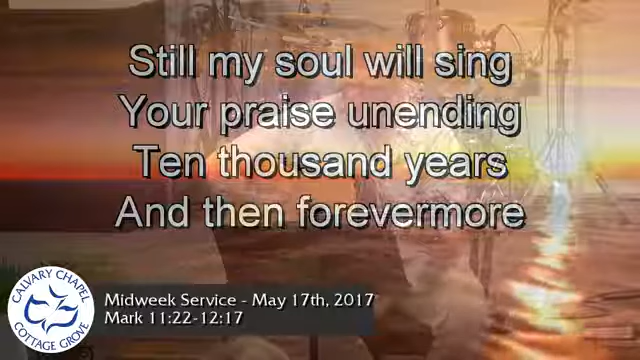 Still my soul will sing
Your praise unending
Ten thousand years
And then forevermore
CALVARY CHAPEL
COTTAGE GROVE
Midweek Service - May 17th, 2017
Mark 11:22-12:17